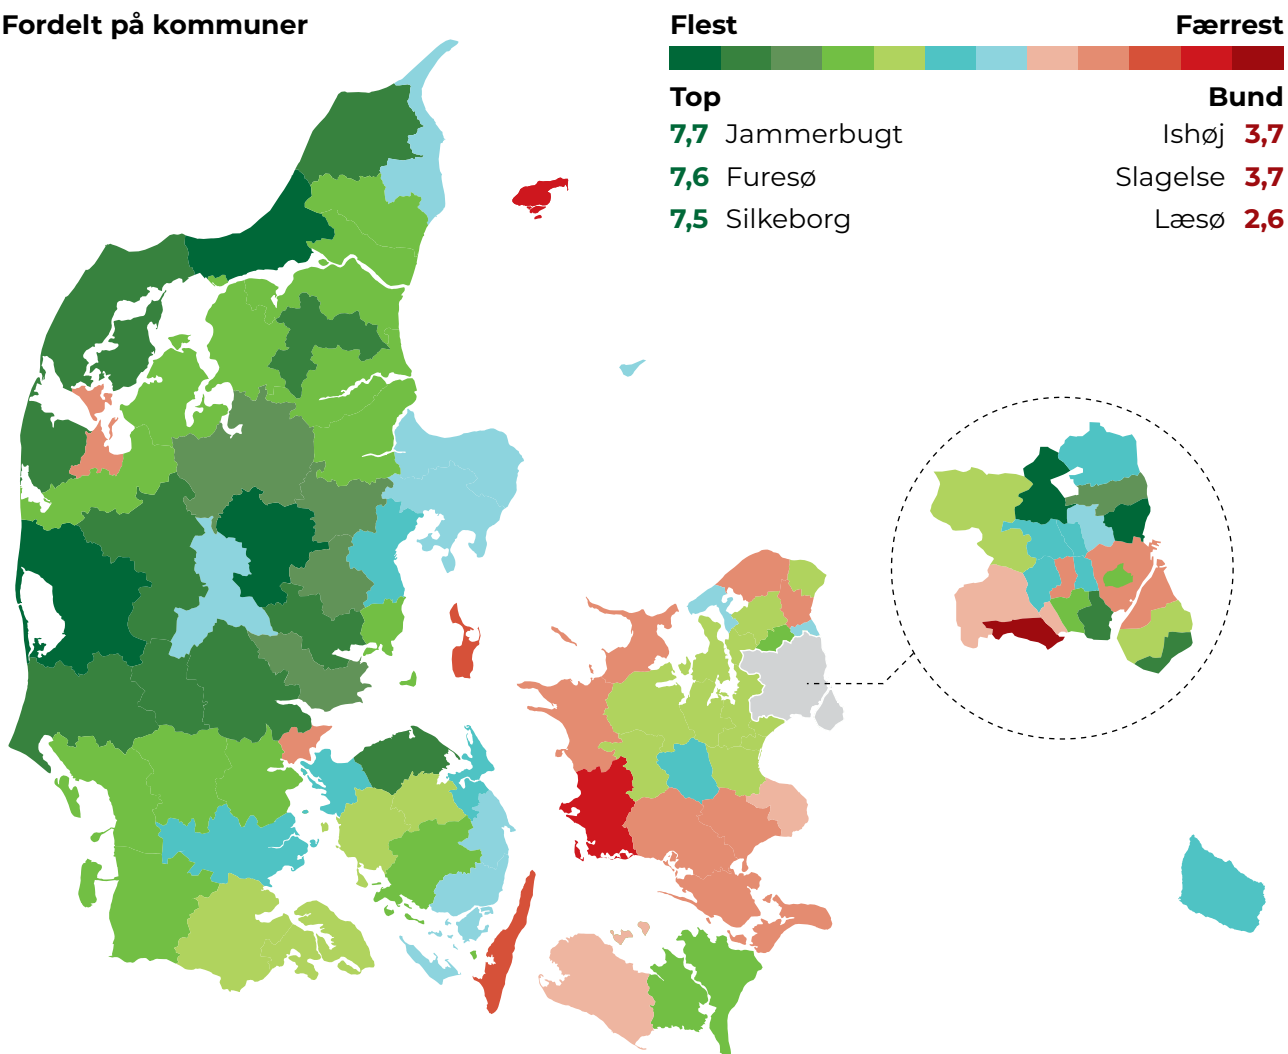 Fordelt på kommuner
Flest Færrest
Top Bund
7,7 Jammerbugt Ishøj 3,7
7,6 Furesø Slagelse 3,7
7,5 Silkeborg Læsø 2,6